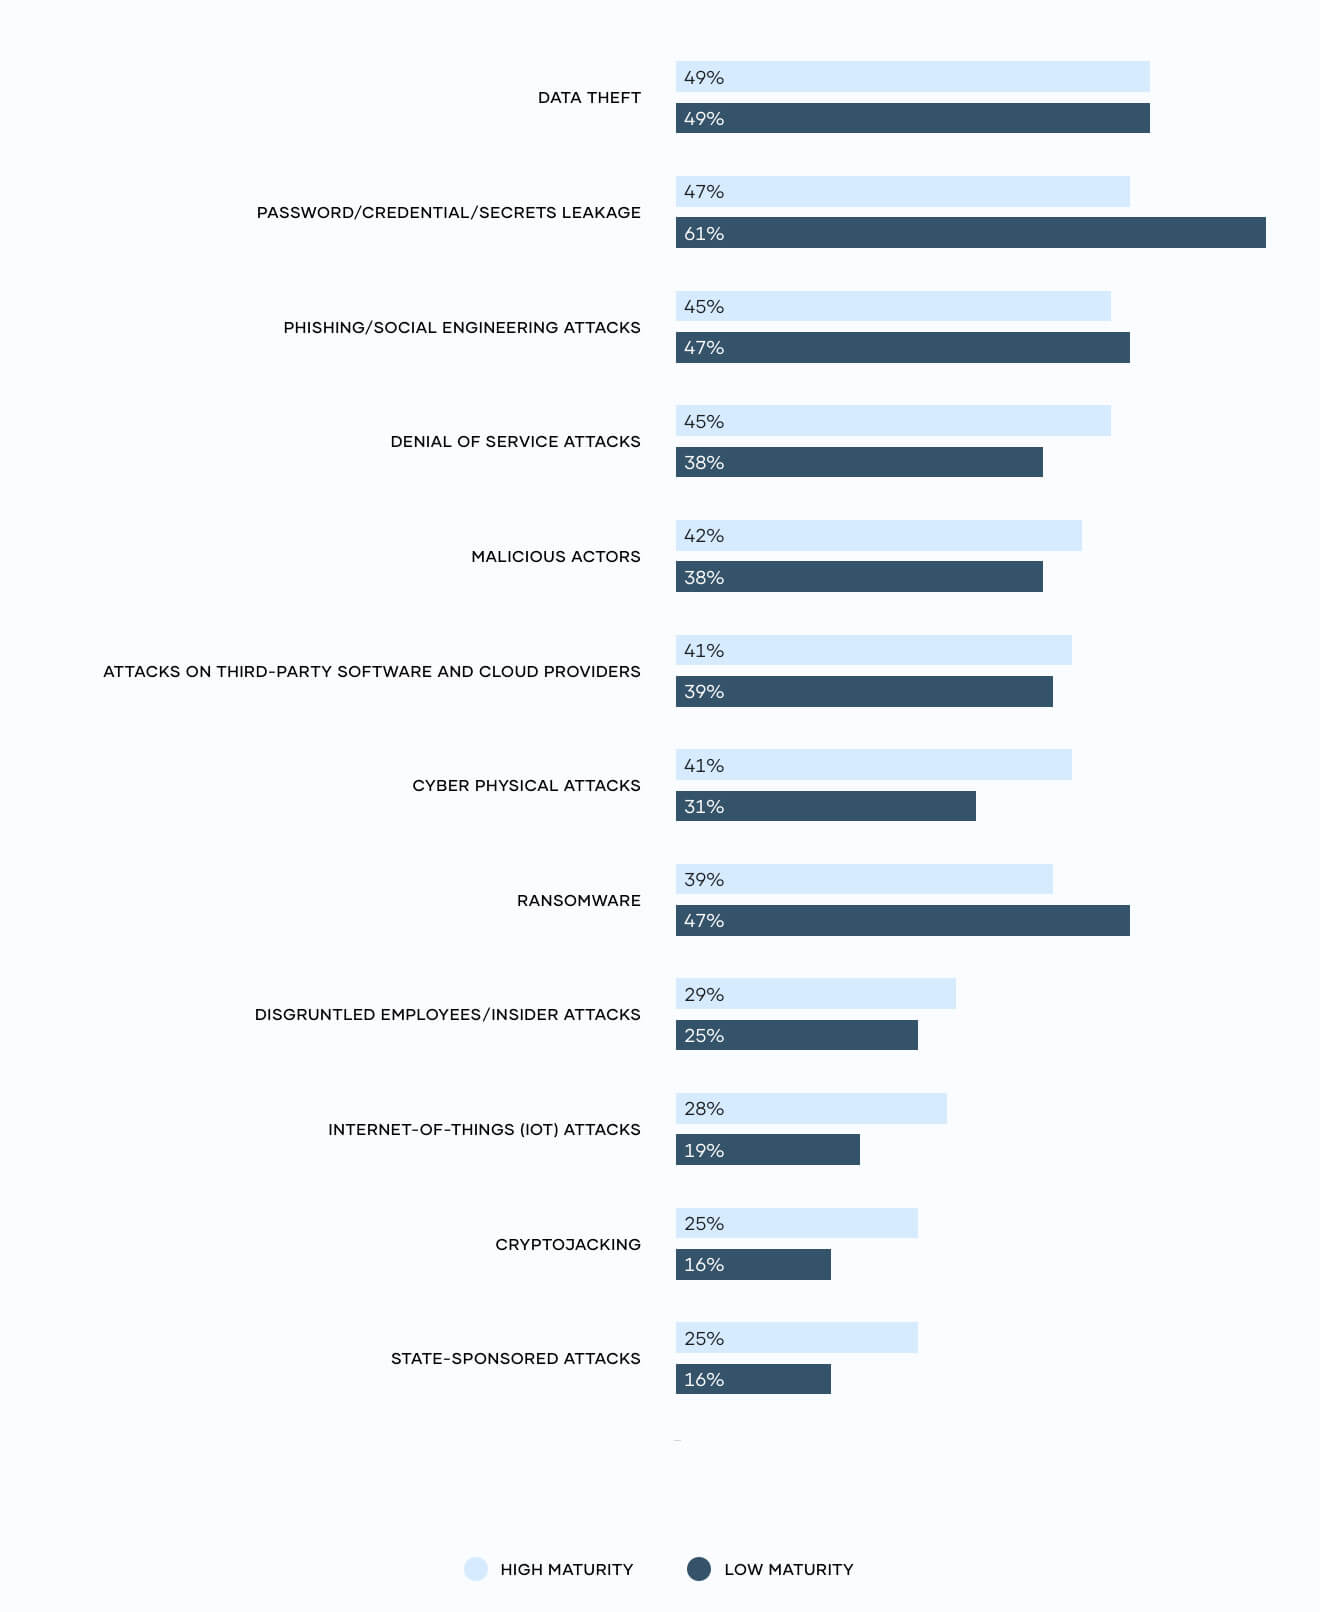 DATA THEFT
49%
49%
PASSWORD/CREDENTIAL/SECRETS LEAKAGE
47%
61%
PHISHING/SOCIAL ENGINEERING ATTACKS
45%
47%
DENIAL OF SERVICE ATTACKS
45%
38%
MALICIOUS ACTORS
42%
38%
ATTACKS ON THIRD-PARTY SOFTWARE AND CLOUD PROVIDERS
41%
39%
CYBER PHYSICAL ATTACKS
41%
31%
RANSOMWARE
39%
47%
DISGRUNTLED EMPLOYEES/INSIDER ATTACKS
29%
25%
INTERNET-OF-THINGS (IOT) ATTACKS
28%
19%
CRYPTOJACKING
25%
16%
STATE-SPONSORED ATTACKS
25%
16%
HIGH MATURITY
LOW MATURITY